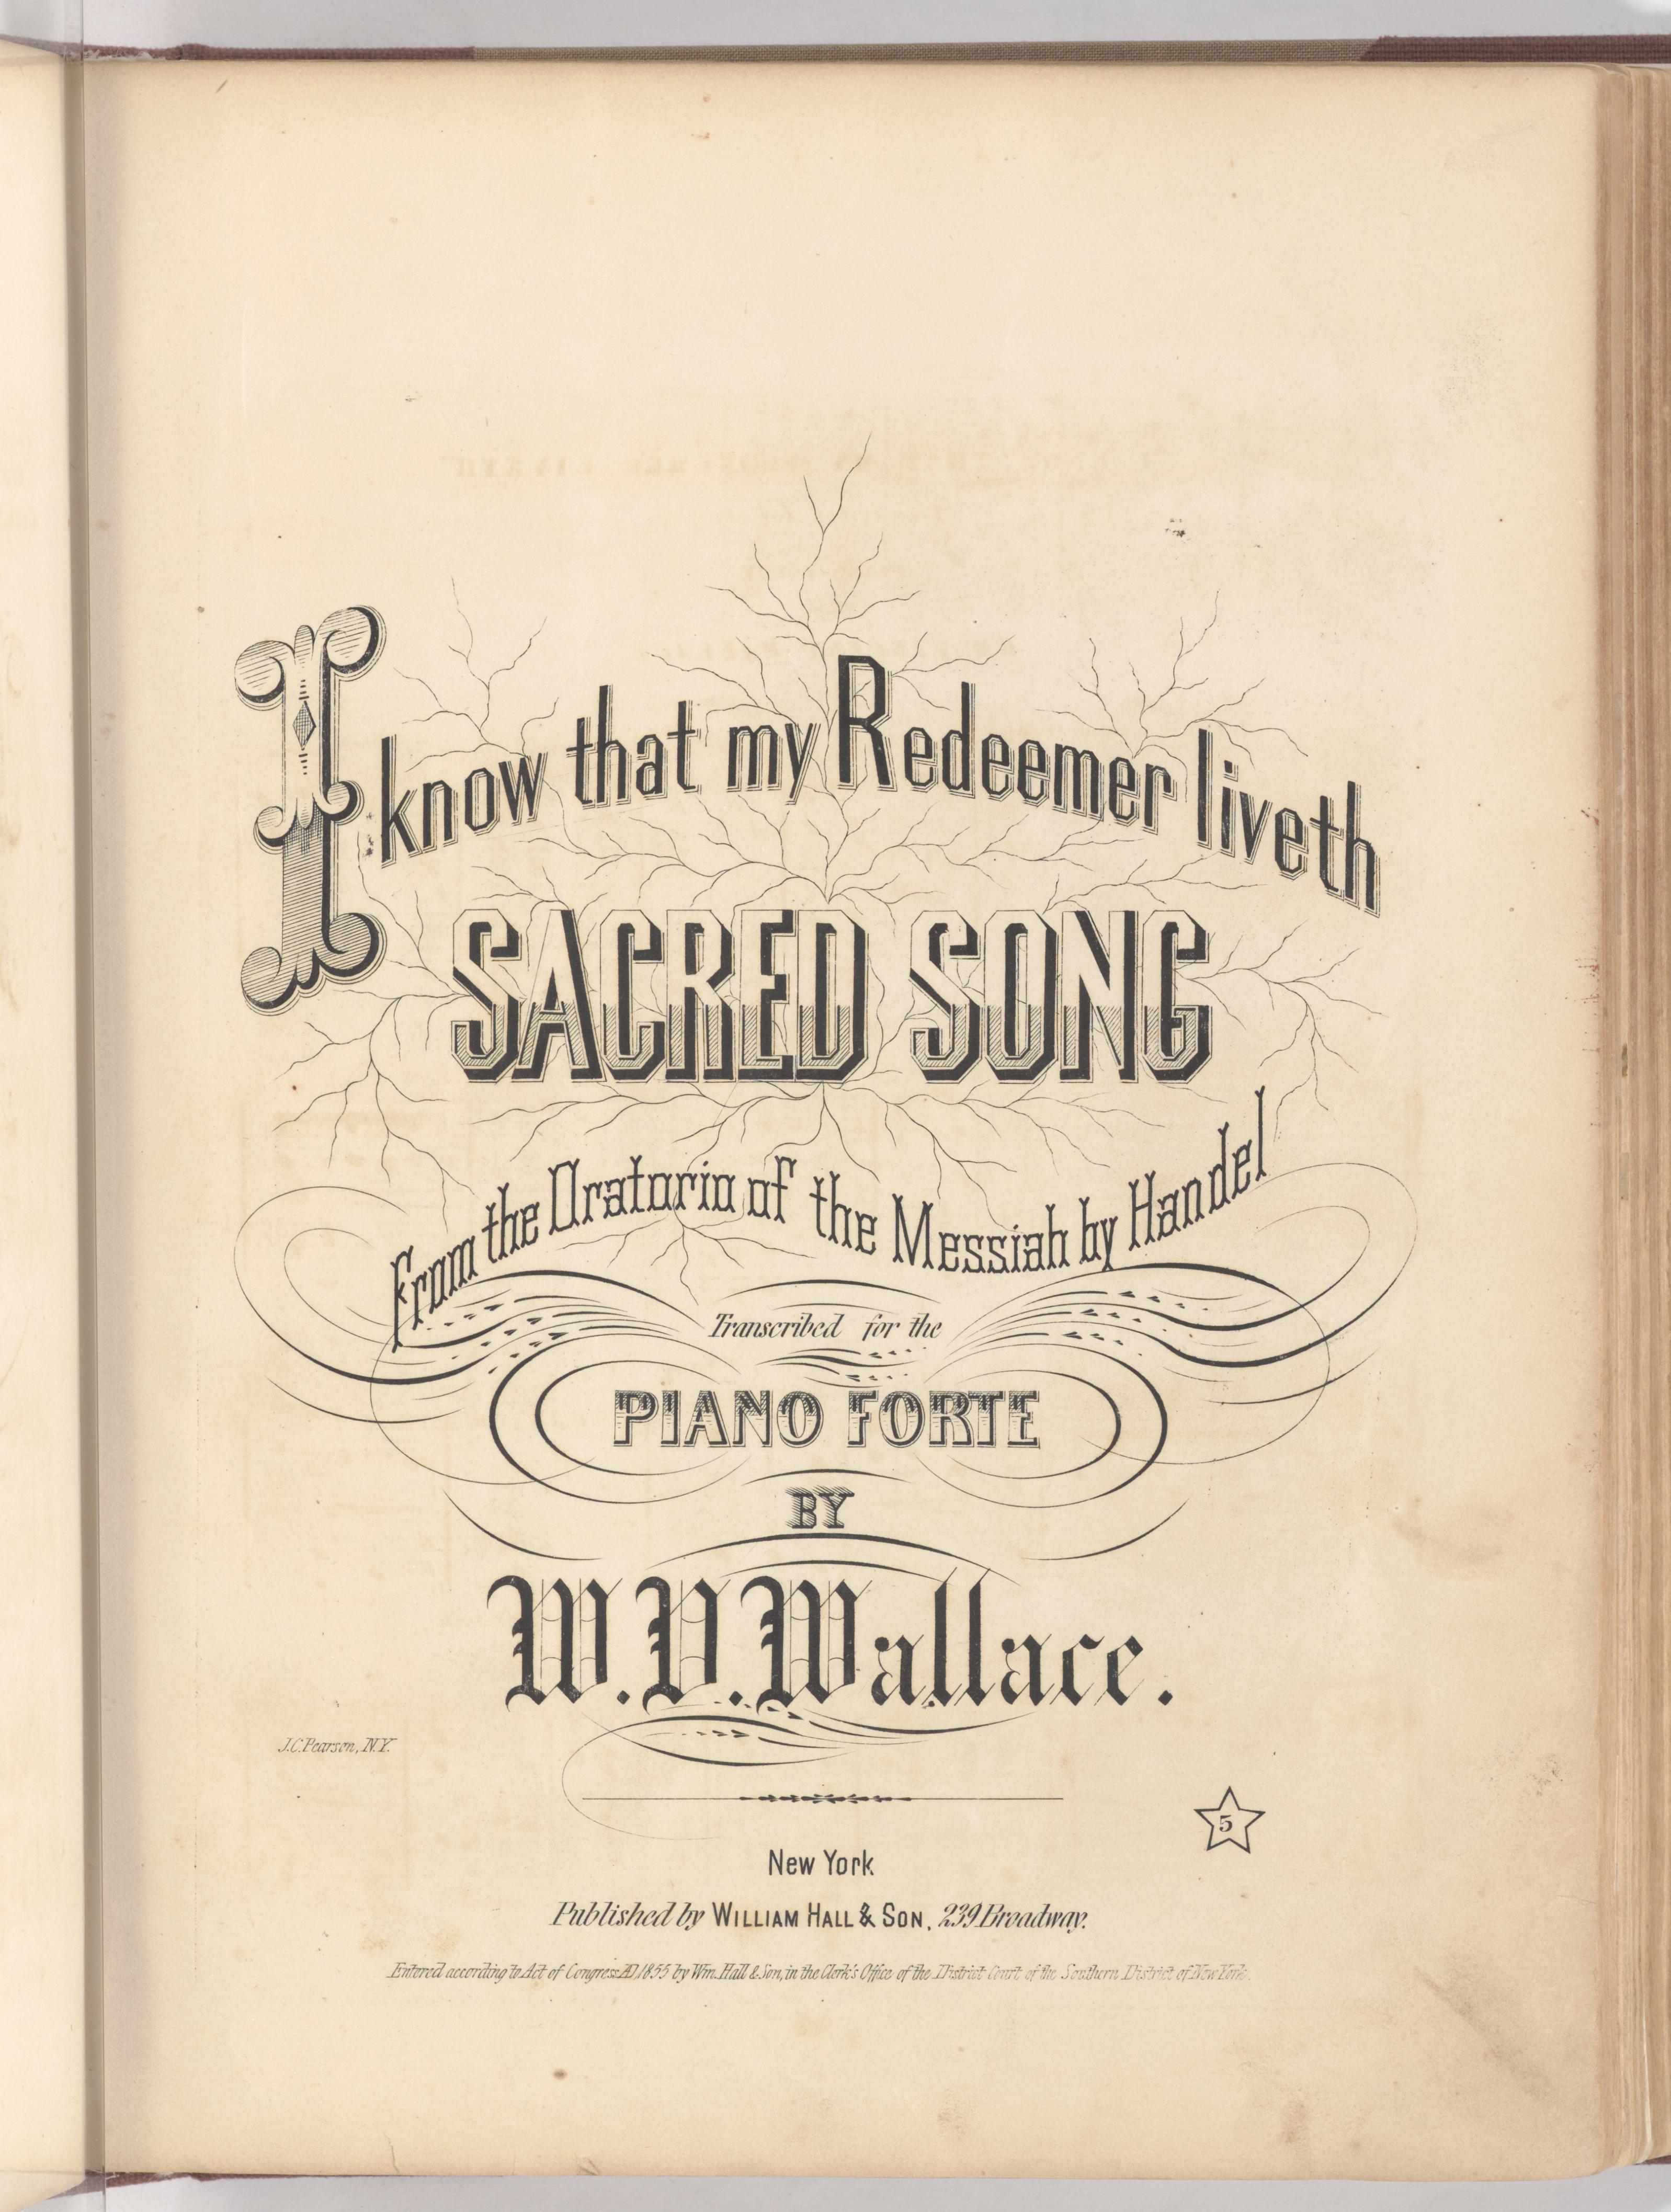 I know that my Redeemer liveth
SACRED SONG
From the Oratorio of the Messiah by Handel
Transcribed for the
PIANO FORTE
BY
W.V.Wallace.
J.C.Pearson, N.Y.
5
New York
Published by WILLIAM HALL & SON, 239 Broadway.
Entered according to Act of Congress AD 1855 by Wm. Hall & Son, in the Clerk's Office of the District Court of the Southern District of New York.